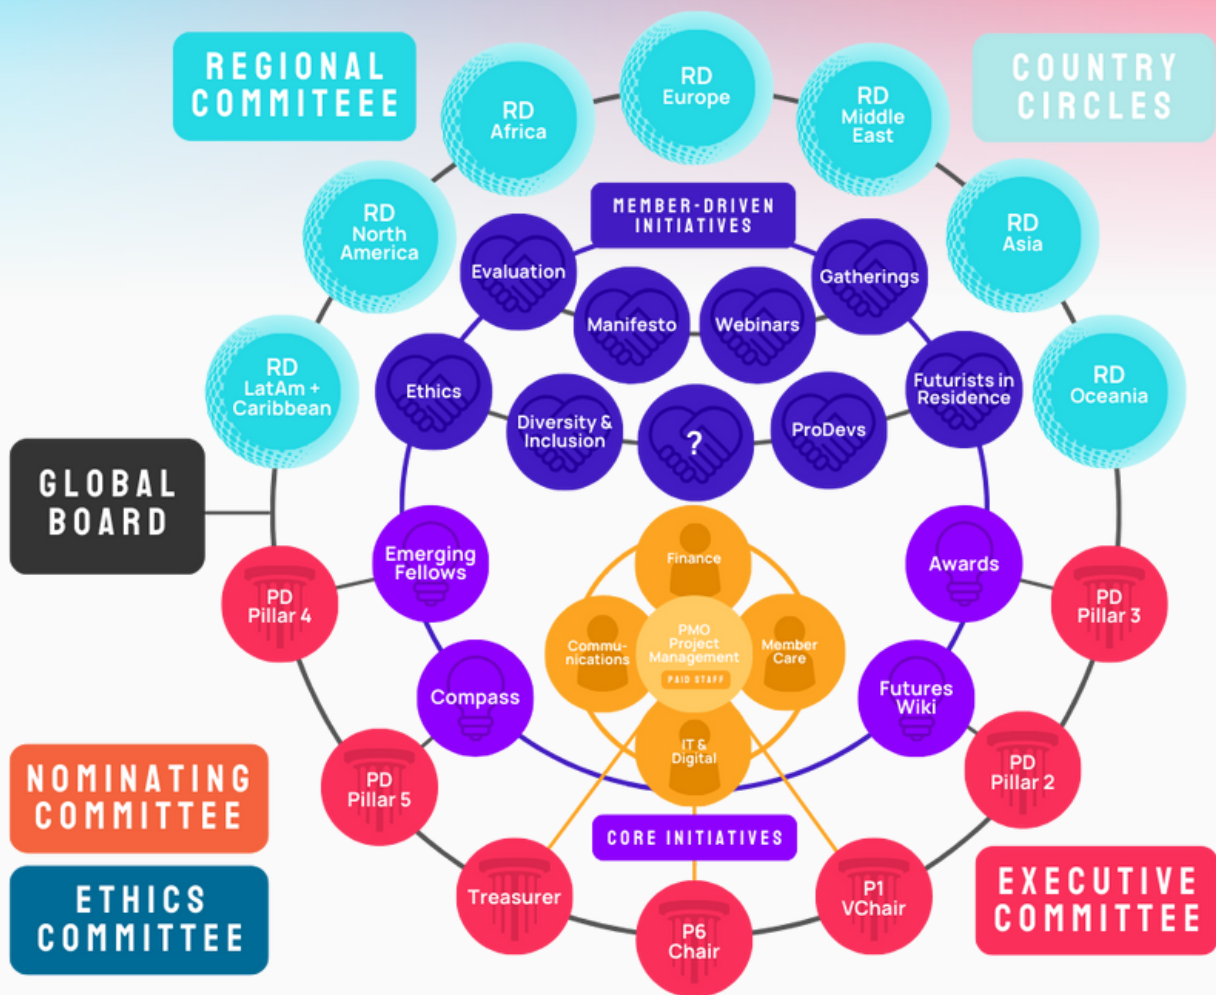 REGIONAL
COMMITEEE
COUNTRY
CIRCLES
RD
Europe
RD
Africa
RD
Middle
East
RD
North
America
RD
Asia
RD
LatAm +
Caribbean
RD
Oceania
MEMBER-DRIVEN
INITIATIVES
Evaluation
Gatherings
Manifesto
Webinars
Ethics
Futurists in
Residence
Diversity &
Inclusion
?
ProDevs
GLOBAL
BOARD
Emerging
Fellows
Awards
Finance
PD
Pillar 4
PD
Pillar 3
Commu-
nications
PMO
Project
Management
PAID STAFF
Member
Care
Compass
Futures
Wiki
IT &
Digital
PD
Pillar 5
PD
Pillar 2
NOMINATING
COMMITTEE
CORE INITIATIVES
Treasurer
P6
Chair
P1
VChair
ETHICS
COMMITTEE
EXECUTIVE
COMMITTEE